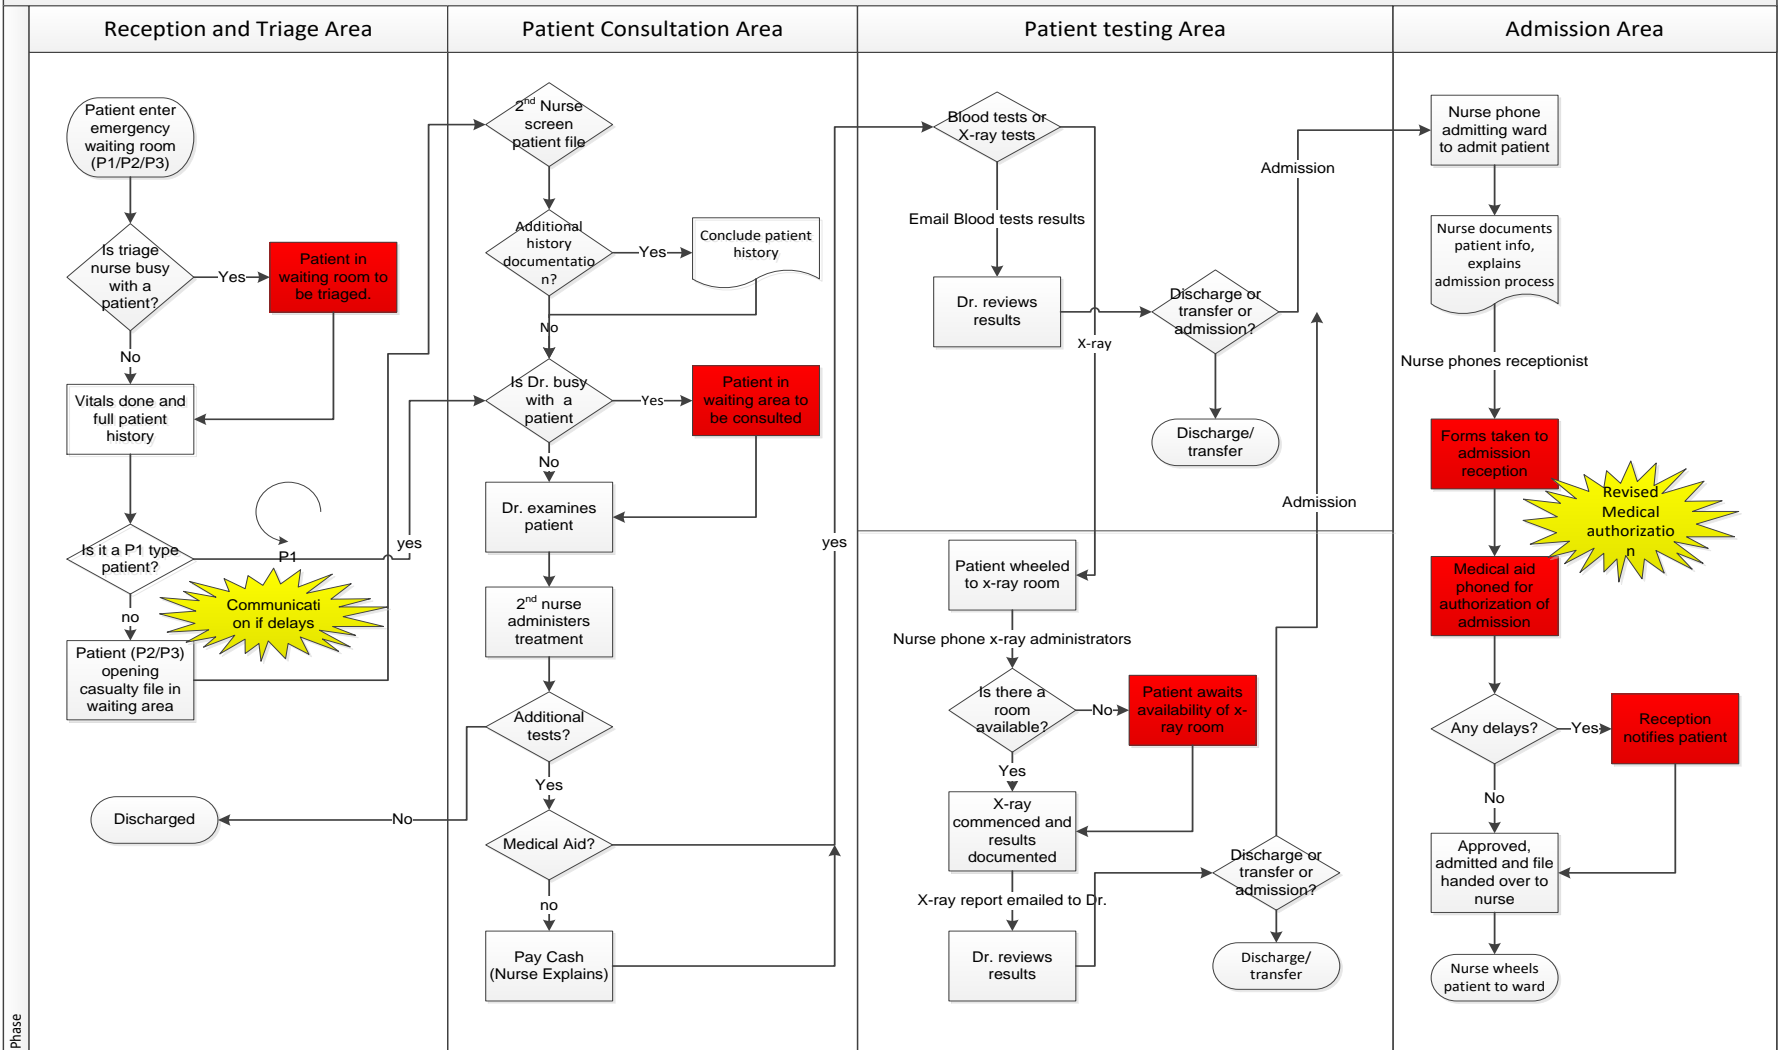 Reception and Triage Area
Patient Consultation Area
Patient testing Area
Admission Area
Phase
Patient enter
emergency
waiting room
(P1/P2/P3)
Is triage
nurse busy
with a
patient?
Yes
Patient in
waiting room to
be triaged.
No
Vitals done and
full patient
history
Is it a P1 type
patient?
P1
yes
no
Communicati
on if delays
Patient (P2/P3)
opening
casualty file in
waiting area
Discharged
No
2nd Nurse
screen
patient file
Additional
history
documentatio
n?
Yes
Conclude patient
history
No
Is Dr. busy
with a
patient
Yes
Patient in
waiting area to
be consulted
No
Dr. examines
patient
2nd nurse
administers
treatment
Additional
tests?
Yes
Medical Aid?
yes
no
Pay Cash
(Nurse Explains)
Blood tests or
X-ray tests
Email Blood tests results
X-ray
Dr. reviews
results
Discharge or
transfer or
admission?
Admission
Discharge/
transfer
Admission
Patient wheeled
to x-ray room
Nurse phone x-ray administrators
Is there a
room
available?
No
Patient awaits
availability of x-
ray room
Yes
X-ray
commenced and
results
documented
X-ray report emailed to Dr.
Dr. reviews
results
Discharge or
transfer or
admission?
Discharge/
transfer
Nurse phone
admitting ward
to admit patient
Nurse documents
patient info,
explains
admission process
Nurse phones receptionist
Forms taken to
admission
reception
Revised
Medical
authorizatio
n
Medical aid
phoned for
authorization of
admission
Any delays?
Yes
Reception
notifies patient
No
Approved,
admitted and file
handed over to
nurse
Nurse wheels
patient to ward